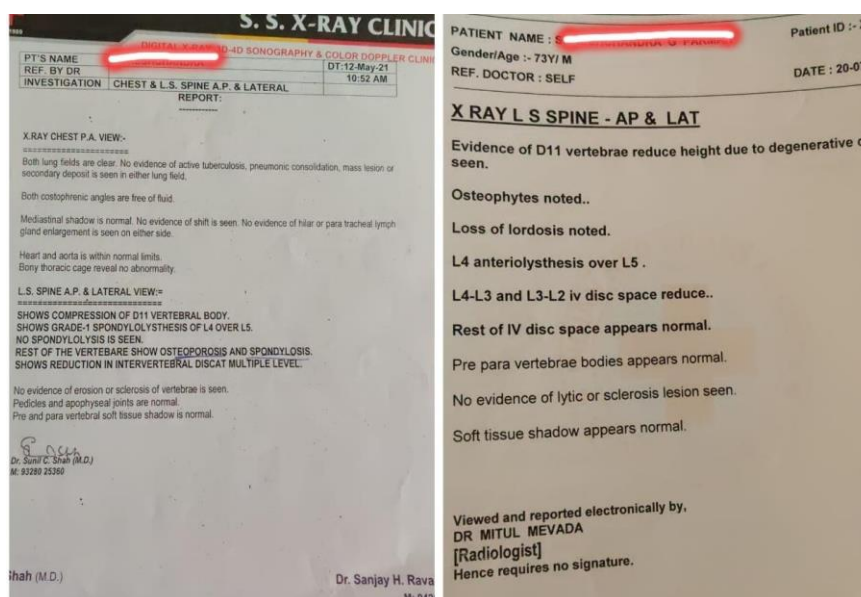 S. S. X-RAY CLINIC
DIGITAL X-RAY 3D-4D SONOGRAPHY & COLOR DOPPLER CLINIC
PT'S NAME
REF. BY DR DT:12-May-21
INVESTIGATION CHEST & L.S. SPINE A.P. & LATERAL 10:52 AM
REPORT:
------------
X.RAY CHEST P.A. VIEW:-
=====================
Both lung fields are clear. No evidence of active tuberculosis, pneumonic consolidation, mass lesion or
secondary deposit is seen in either lung field.
Both costophrenic angles are free of fluid.
Mediastinal shadow is normal. No evidence of shift is seen. No evidence of hilar or para tracheal lymph
gland enlargement is seen on either side.
Heart and aorta is within normal limits.
Bony thoracic cage reveal no abnormality.
L.S. SPINE A.P. & LATERAL VIEW:=
============================
SHOWS COMPRESSION OF D11 VERTEBRAL BODY.
SHOWS GRADE-1 SPONDYLOLYSTHESIS OF L4 OVER L5.
NO SPONDYLOLYSIS IS SEEN.
REST OF THE VERTEBARE SHOW OSTEOPOROSIS AND SPONDYLOSIS.
SHOWS REDUCTION IN INTERVERTEBRAL DISCAT MULTIPLE LEVEL.
No evidence of erosion or sclerosis of vertebrae is seen.
Pedicles and apophyseal joints are normal.
Pre and para vertebral soft tissue shadow is normal.
Dr. Sunil C. Shah (M.D.)
M: 93280 25360
Shah (M.D.)
Dr. Sanjay H. Rava
PATIENT NAME :
Patient ID :-
Gender/Age :- 73Y/ M
REF. DOCTOR : SELF
DATE : 20-0
X RAY L S SPINE - AP & LAT
Evidence of D11 vertebrae reduce height due to degenerative
seen.
Osteophytes noted..
Loss of lordosis noted.
L4 anteriolysthesis over L5 .
L4-L3 and L3-L2 iv disc space reduce..
Rest of IV disc space appears normal.
Pre para vertebrae bodies appears normal.
No evidence of lytic or sclerosis lesion seen.
Soft tissue shadow appears normal.
Viewed and reported electronically by,
DR MITUL MEVADA
[Radiologist]
Hence requires no signature.